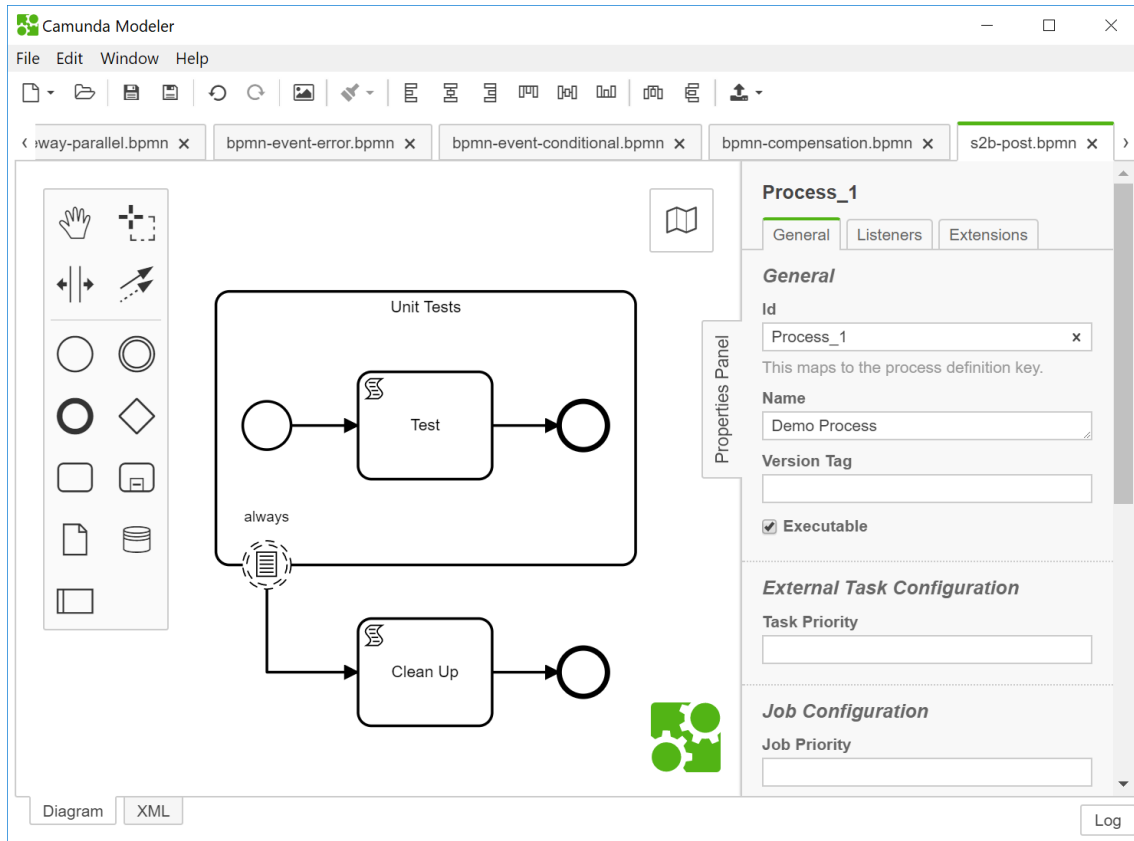 Camunda Modeler
File Edit Window Help
eway-parallel.bpmn
bpmn-event-error.bpmn
bpmn-event-conditional.bpmn
bpmn-compensation.bpmn
s2b-post.bpmn
Unit Tests
Test
always
Clean Up
Properties Panel
Process_1
General Listeners Extensions
General
Id
Process_1
This maps to the process definition key.
Name
Demo Process
Version Tag
Executable
External Task Configuration
Task Priority
Job Configuration
Job Priority
Diagram XML
Log